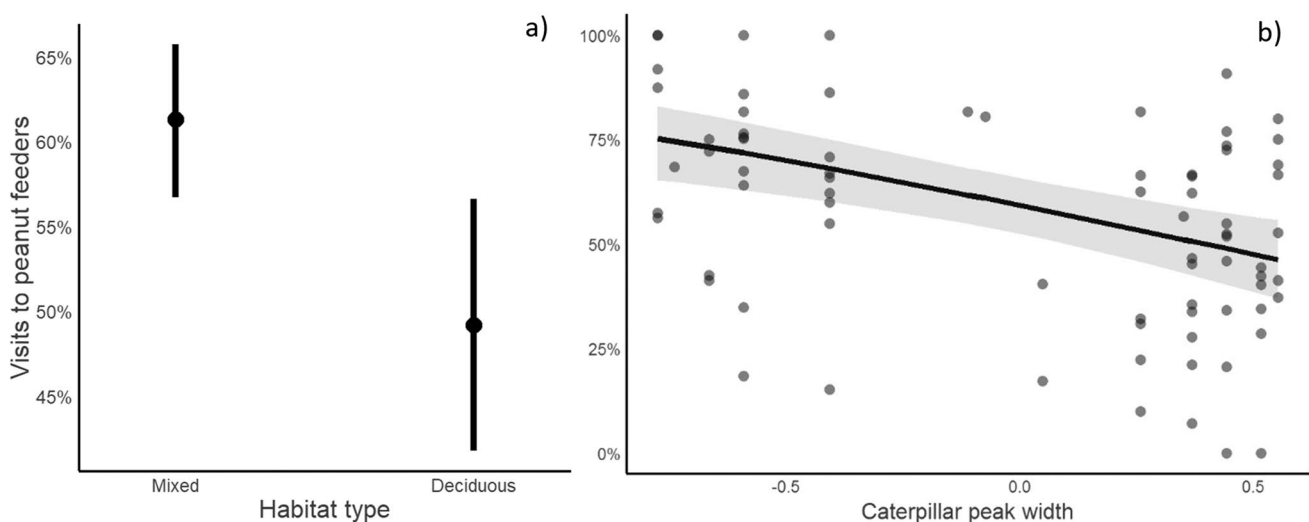 a)
65%
60%
55%
50%
45%
Visits to peanut feeders
Mixed
Deciduous
Habitat type
b)
100%
75%
50%
25%
0%
-0.5
0.0
0.5
Caterpillar peak width